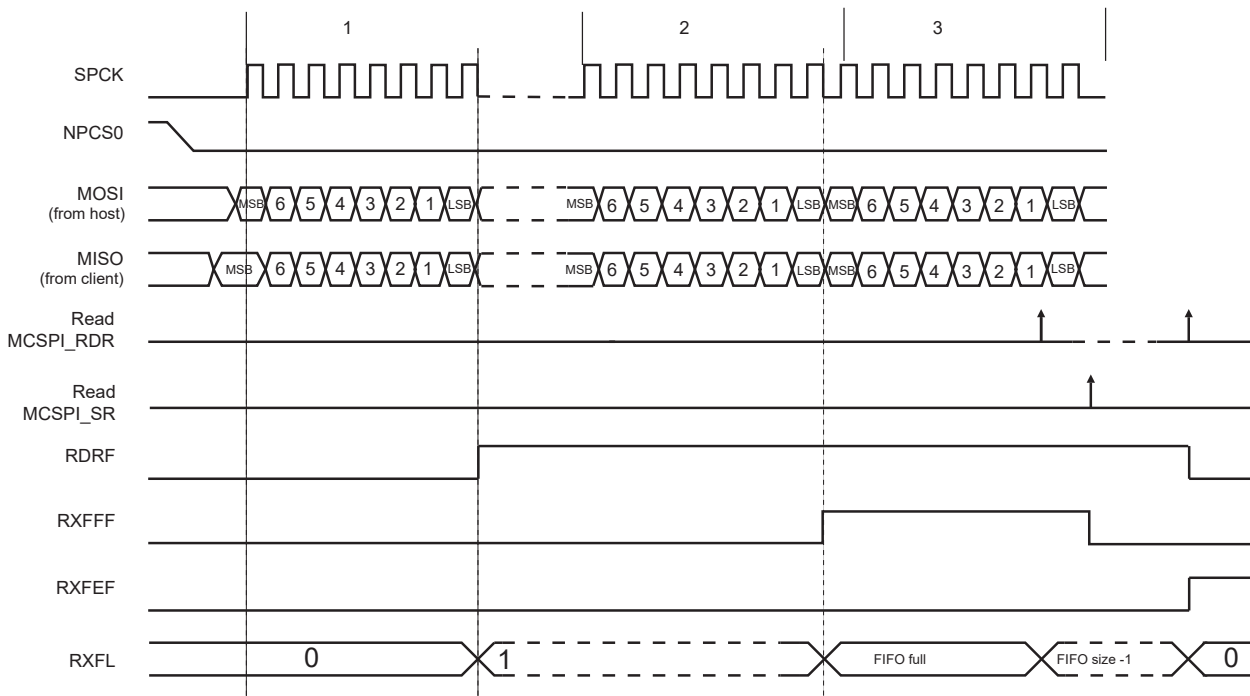 1 2 3
SPCK
NPCS0
MOSI
(from host)
MSB 6 5 4 3 2 1 LSB MSB 6 5 4 3 2 1 LSB MSB 6 5 4 3 2 1 LSB
MISO
(from client)
MSB 6 5 4 3 2 1 LSB MSB 6 5 4 3 2 1 LSB MSB 6 5 4 3 2 1 LSB
Read
MCSPI_RDR
Read
MCSPI_SR
RDRF
RXFFF
RXFEF
RXFL 0 1 FIFO full FIFO size -1 0